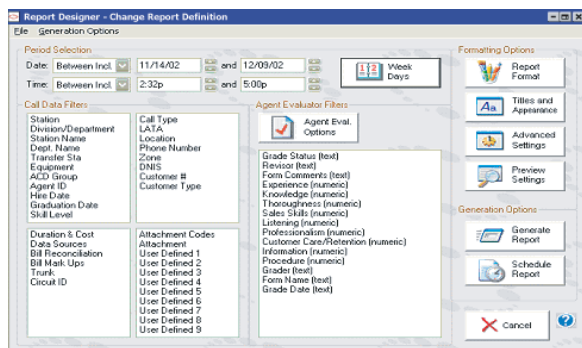 Report Designer - Change Report Definition
File Generation Options
Period Selection
Date: Between Incl. 11/14/02 and 12/09/02
Time: Between Incl. 2:32p and 5:00p
Week Days
Call Data Filters
Station
Division/Department
Station Name
Dept. Name
Transfer Sta
Equipment
ACD Group
Agent ID
Hire Date
Graduation Date
Skill Level
Call Type
LATA
Location
Phone Number
Zone
DNIS
Customer #
Customer Type
Duration & Cost
Data Sources
Bill Reconciliation
Bill Mark Ups
Trunk
Circuit ID
Attachment Codes
Attachment
User Defined 1
User Defined 2
User Defined 3
User Defined 4
User Defined 5
User Defined 6
User Defined 7
User Defined 8
User Defined 9
Agent Evaluator Filters
Agent Eval.
Options
Grade Status (text)
Revisor (text)
Form Comments (text)
Experience (numeric)
Knowledge (numeric)
Thoroughness (numeric)
Sales Skills (numeric)
Listening (numeric)
Professionalism (numeric)
Customer Care/Retention (numeric)
Information (numeric)
Procedure (numeric)
Grader (text)
Form Name (text)
Grade Date (text)
Formatting Options
Report
Format
Aa
Titles and
Appearance
Advanced
Settings
Preview
Settings
Generation Options
Generate
Report
Schedule
Report
Cancel
?